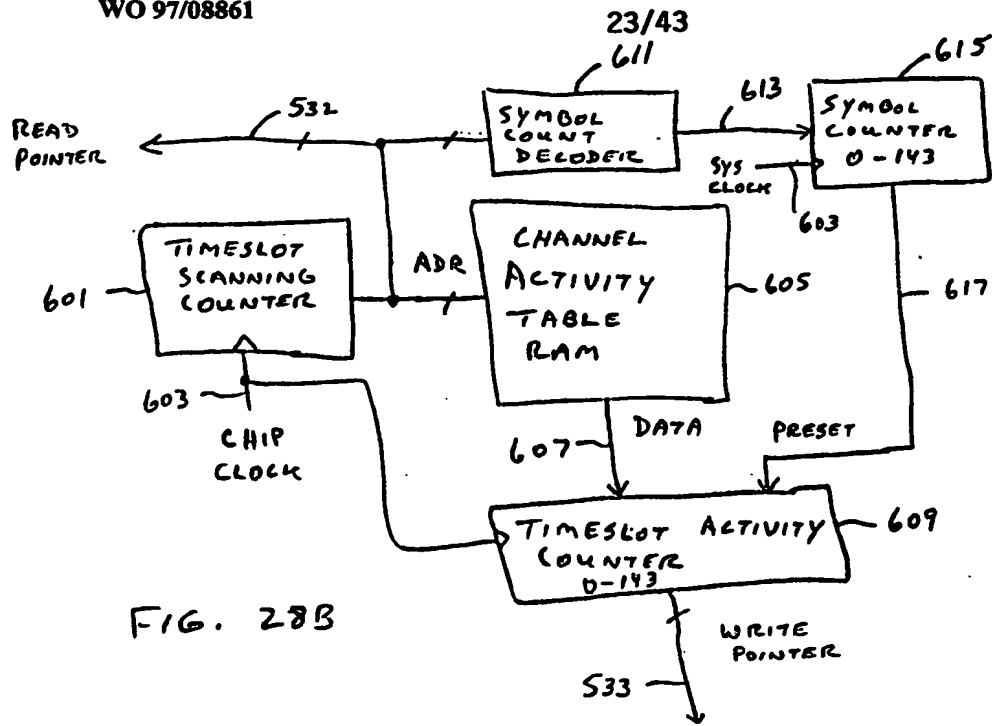 WO 97/08861
23/43
611
615
532
613
READ
POINTER
SYMBOL
COUNT
DECODER
SYMBOL
COUNTER
0-143
SYS
CLOCK
603
TIMESLOT
SCANNING
COUNTER
601
ADR
CHANNEL
ACTIVITY
TABLE
RAM
605
617
603
CHIP
CLOCK
607
DATA
PRESET
TIMESLOT ACTIVITY
COUNTER
0-143
609
FIG. 28B
WRITE
POINTER
533